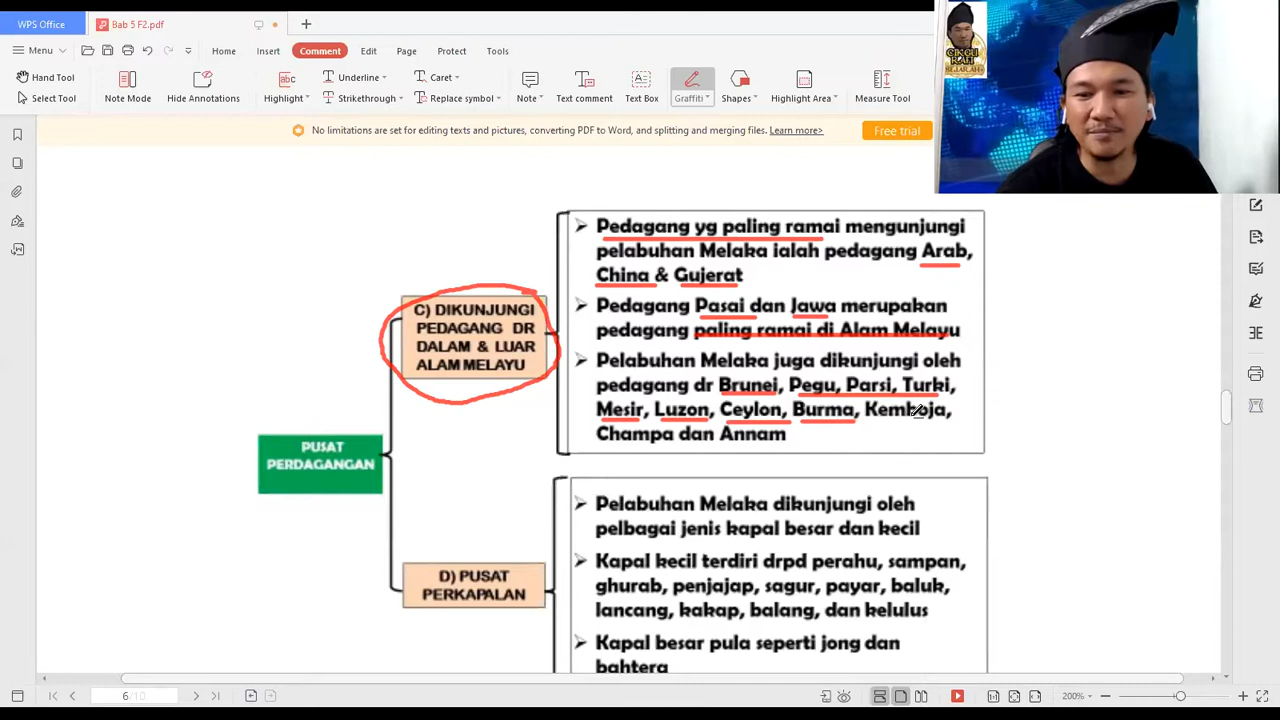 WPS Office
Bab 5 F2.pdf
Menu
Home
Insert
Comment
Edit
Page
Protect
Tools
Hand Tool
Select Tool
Note Mode
Hide Annotations
Highlight
Underline
Strikethrough
Caret
Replace symbol
Note
Text comment
Text Box
Graffiti
Shapes
Highlight Area
Measure Tool
No limitations are set for editing texts and pictures, converting PDF to Word, and splitting and merging files. Learn more>
Free trial
CIKGU
RAFI
SEJARAH
PUSAT
PERDAGANGAN
C) DIKUNJUNGI
PEDAGANG DR
DALAM & LUAR
ALAM MELAYU
Pedagang yg paling ramai mengunjungi
pelabuhan Melaka ialah pedagang Arab,
China & Gujerat
Pedagang Pasai dan Jawa merupakan
pedagang paling ramai di Alam Melayu
Pelabuhan Melaka juga dikunjungi oleh
pedagang dr Brunei, Pegu, Parsi, Turki,
Mesir, Luzon, Ceylon, Burma, Kemboja,
Champa dan Annam
D) PUSAT
PERKAPALAN
Pelabuhan Melaka dikunjungi oleh
pelbagai jenis kapal besar dan kecil
Kapal kecil terdiri drpd perahu, sampan,
ghurab, penjajap, sagur, payar, baluk,
lancang, kakap, balang, dan kelulus
Kapal besar pula seperti jong dan
bahtera
6/10
200%